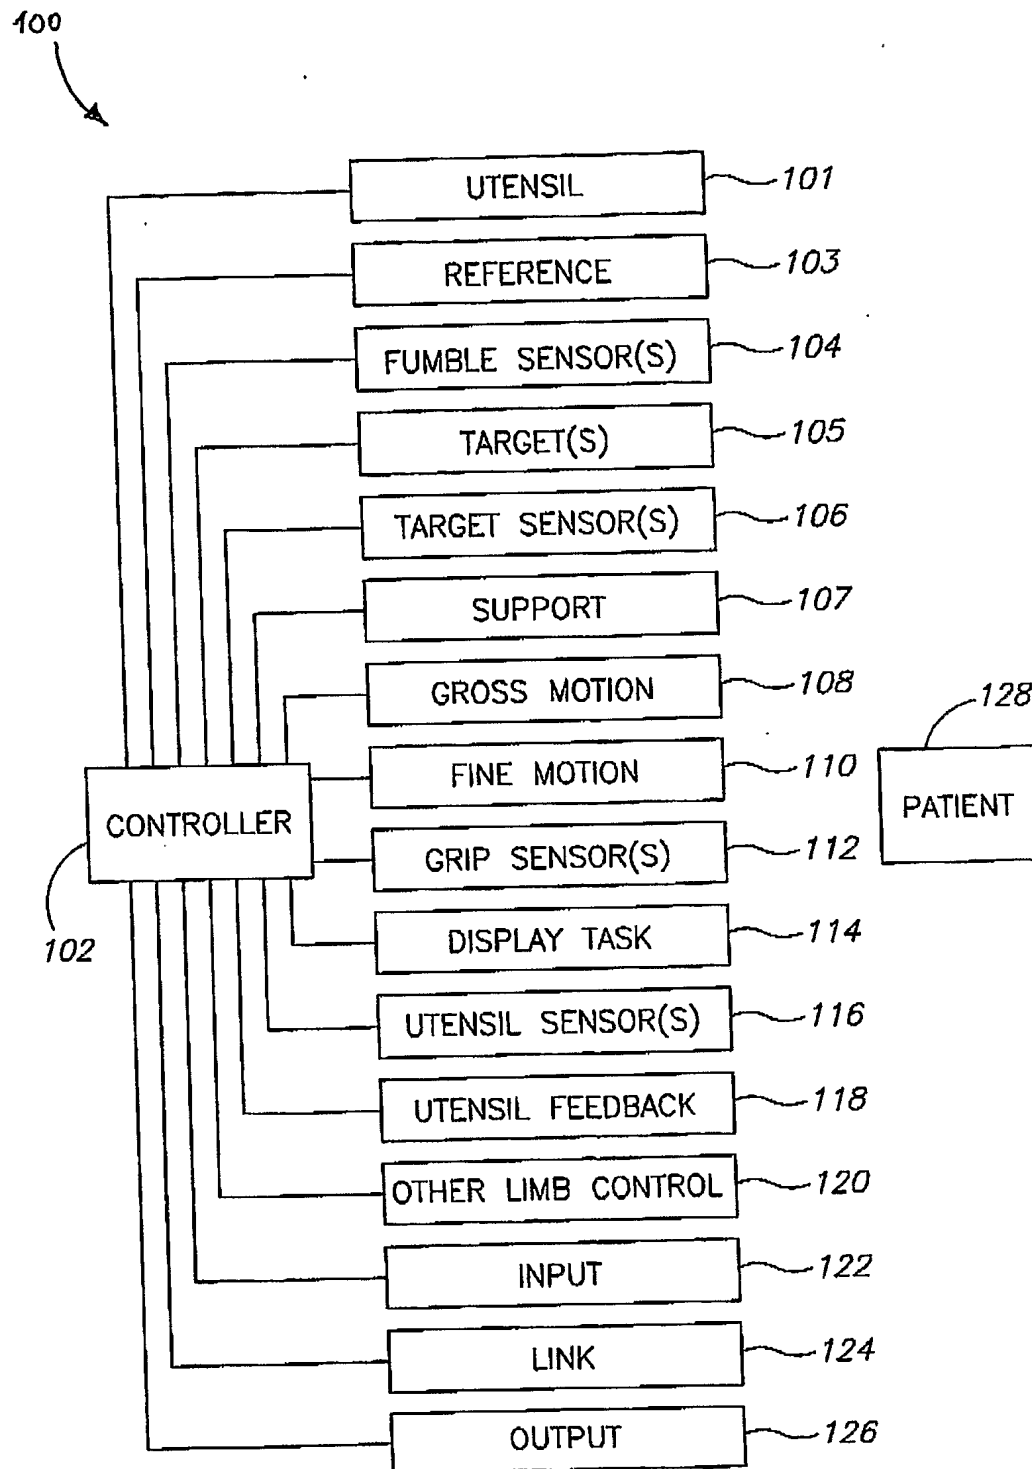 100
UTENSIL 101
REFERENCE 103
FUMBLE SENSOR(S) 104
TARGET(S) 105
TARGET SENSOR(S) 106
SUPPORT 107
GROSS MOTION 108
128
FINE MOTION 110
CONTROLLER
PATIENT
GRIP SENSOR(S) 112
102
DISPLAY TASK 114
UTENSIL SENSOR(S) 116
UTENSIL FEEDBACK 118
OTHER LIMB CONTROL 120
INPUT 122
LINK 124
OUTPUT 126